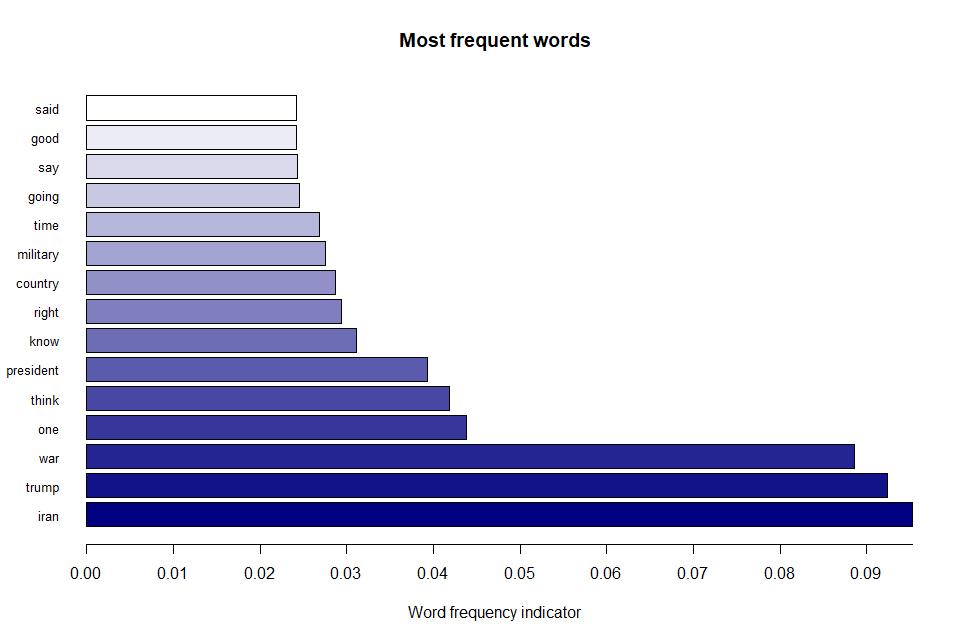 Most frequent words
said
good
say
going
time
military
country
right
know
president
think
one
war
trump
iran
0.00 0.01 0.02 0.03 0.04 0.05 0.06 0.07 0.08 0.09
Word frequency indicator